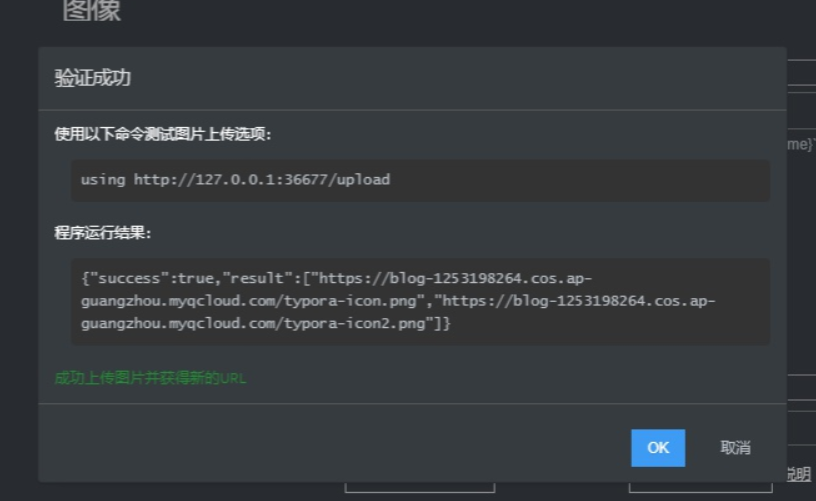 图像
验证成功
使用以下命令测试图片上传选项：
using http://127.0.0.1:36677/upload
me}
程序运行结果：
{"success":true,"result":["https://blog-1253198264.cos.ap-
guangzhou.myqcloud.com/typora-icon.png","https://blog-1253198264.cos.ap-
guangzhou.myqcloud.com/typora-icon2.png"]}
成功上传图片并获得新的URL
OK
取消
说明